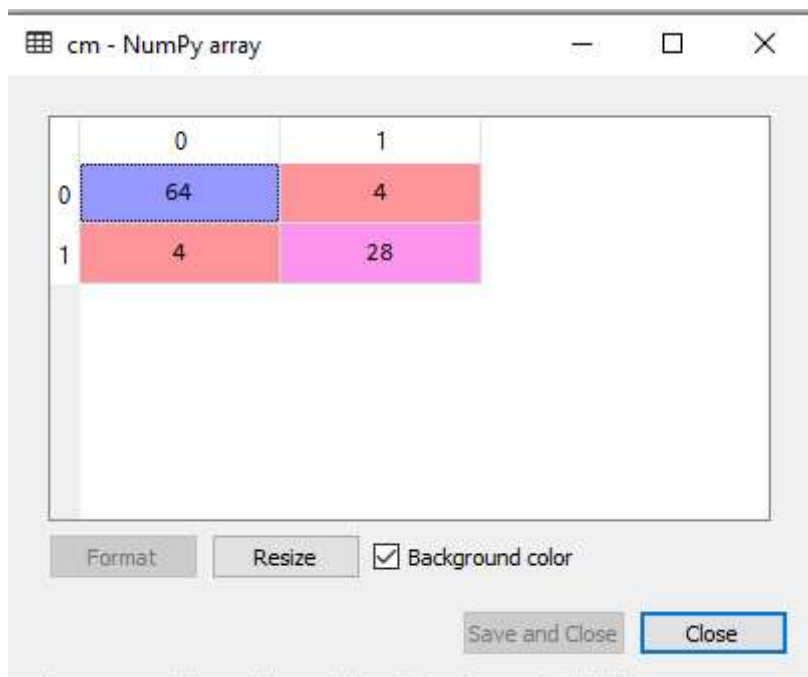 cm - NumPy array
0 1
0 64 4
1 4 28
Format Resize Background color
Save and Close Close